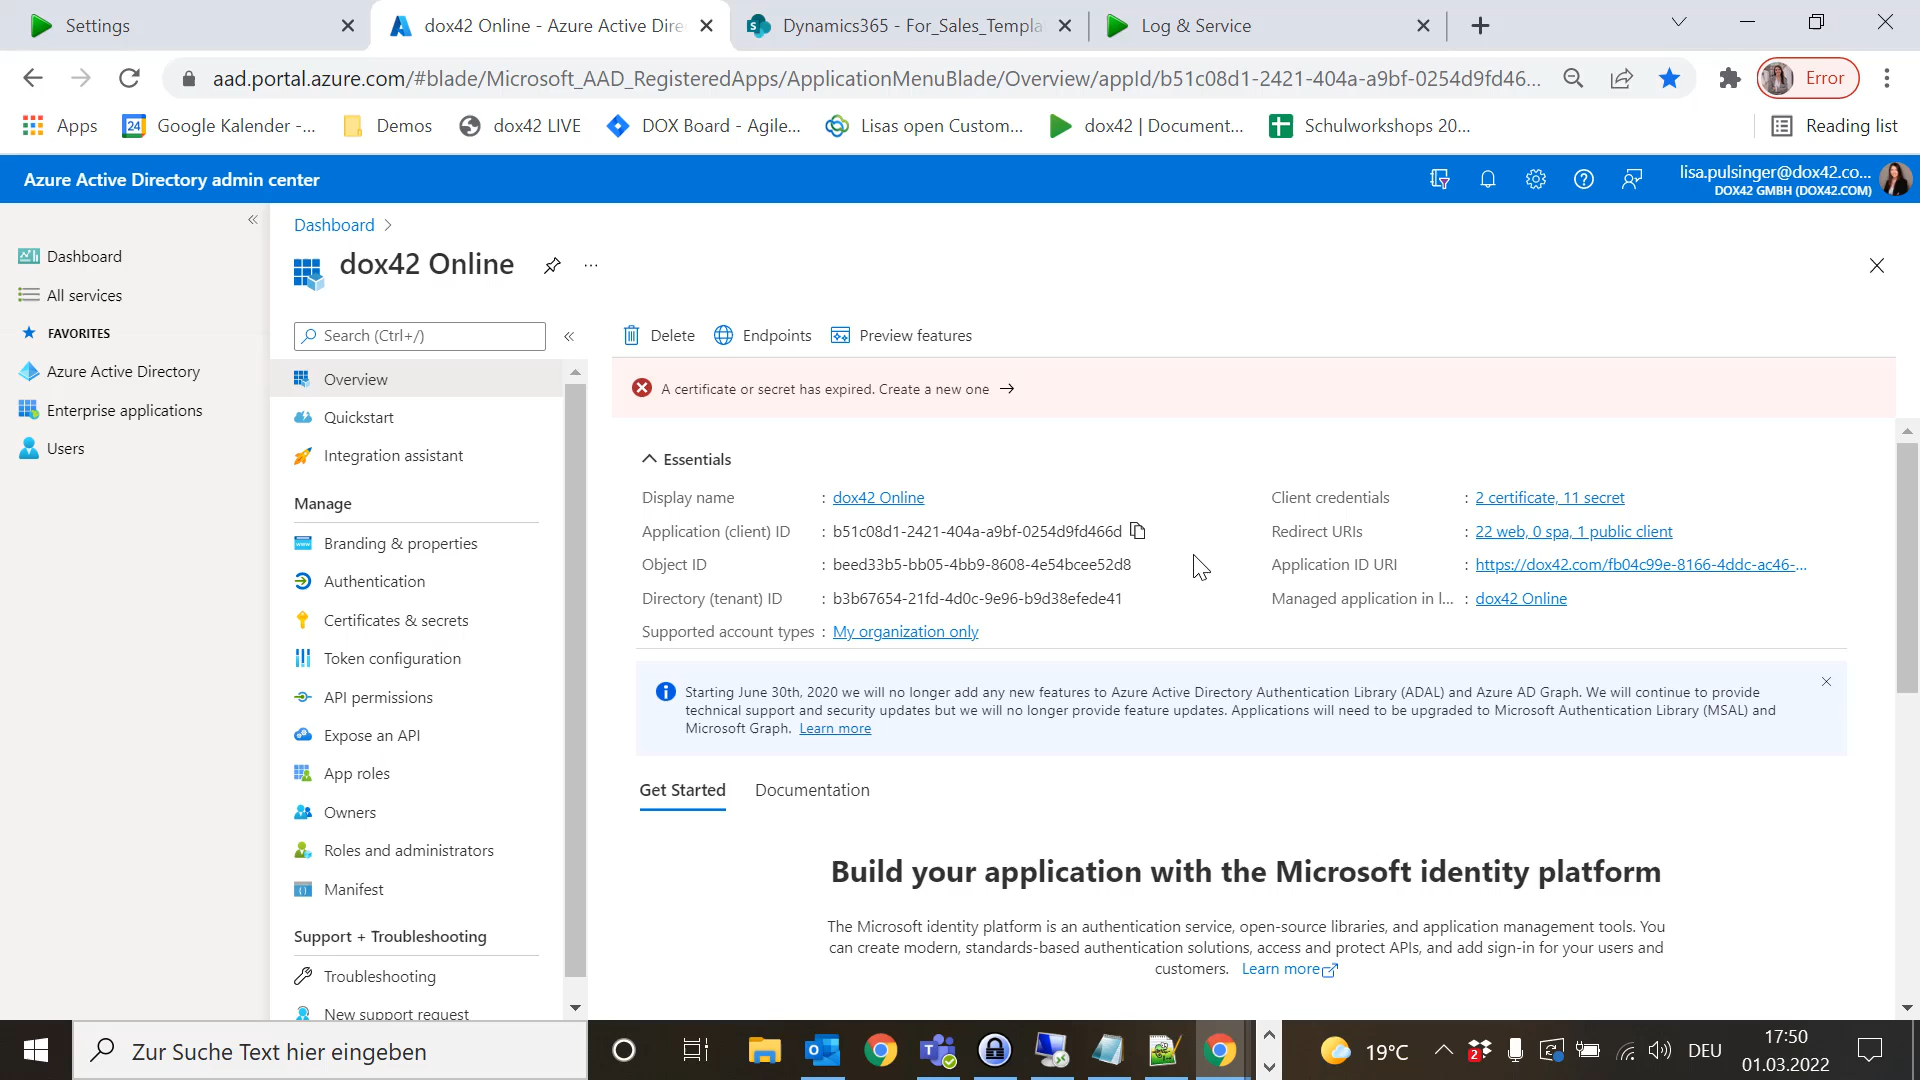 Settings
dox42 Online - Azure Active Dire
Dynamics365 - For_Sales_Templa
Log & Service
aad.portal.azure.com/#blade/Microsoft_AAD_RegisteredApps/ApplicationMenuBlade/Overview/appId/b51c08d1-2421-404a-a9bf-0254d9fd46...
Error
Apps
24
Google Kalender -...
Demos
dox42 LIVE
DOX Board - Agile...
Lisas open Custom...
dox42 | Document...
Schulworkshops 20...
Reading list
Azure Active Directory admin center
lisa.pulsinger@dox42.co...
DOX42 GMBH (DOX42.COM)
«
Dashboard
All services
FAVORITES
Azure Active Directory
Enterprise applications
Users
Dashboard >
dox42 Online
...
Search (Ctrl+/)
«
Overview
Quickstart
Integration assistant
Manage
Branding & properties
Authentication
Certificates & secrets
Token configuration
API permissions
Expose an API
App roles
Owners
Roles and administrators
Manifest
Support + Troubleshooting
Troubleshooting
New support request
Delete
Endpoints
Preview features
A certificate or secret has expired. Create a new one →
Essentials
Display name : dox42 Online
Application (client) ID : b51c08d1-2421-404a-a9bf-0254d9fd466d
Object ID : beed33b5-bb05-4bb9-8608-4e54bcee52d8
Directory (tenant) ID : b3b67654-21fd-4d0c-9e96-b9d38efede41
Supported account types : My organization only
Client credentials : 2 certificate, 11 secret
Redirect URIs : 22 web, 0 spa, 1 public client
Application ID URI : https://dox42.com/fb04c99e-8166-4ddc-ac46-...
Managed application in l... : dox42 Online
Starting June 30th, 2020 we will no longer add any new features to Azure Active Directory Authentication Library (ADAL) and Azure AD Graph. We will continue to provide
technical support and security updates but we will no longer provide feature updates. Applications will need to be upgraded to Microsoft Authentication Library (MSAL) and
Microsoft Graph. Learn more
Get Started
Documentation
Build your application with the Microsoft identity platform
The Microsoft identity platform is an authentication service, open-source libraries, and application management tools. You
can create modern, standards-based authentication solutions, access and protect APIs, and add sign-in for your users and
customers. Learn more
Zur Suche Text hier eingeben
19°C
2
DEU
17:50
01.03.2022